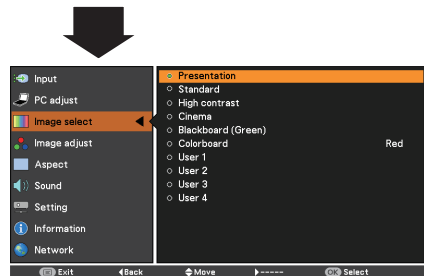 Input
PC adjust
Image select
Image adjust
Aspect
Sound
Setting
Information
Network
Presentation
Standard
High contrast
Cinema
Blackboard (Green)
Colorboard Red
User 1
User 2
User 3
User 4
Exit Back Move ----- OK Select